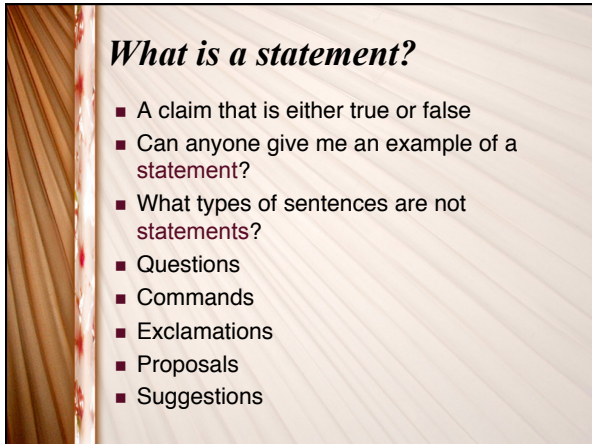 What is a statement?
■ A claim that is either true or false
■ Can anyone give me an example of a
statement?
■ What types of sentences are not
statements?
■ Questions
■ Commands
■ Exclamations
■ Proposals
■ Suggestions